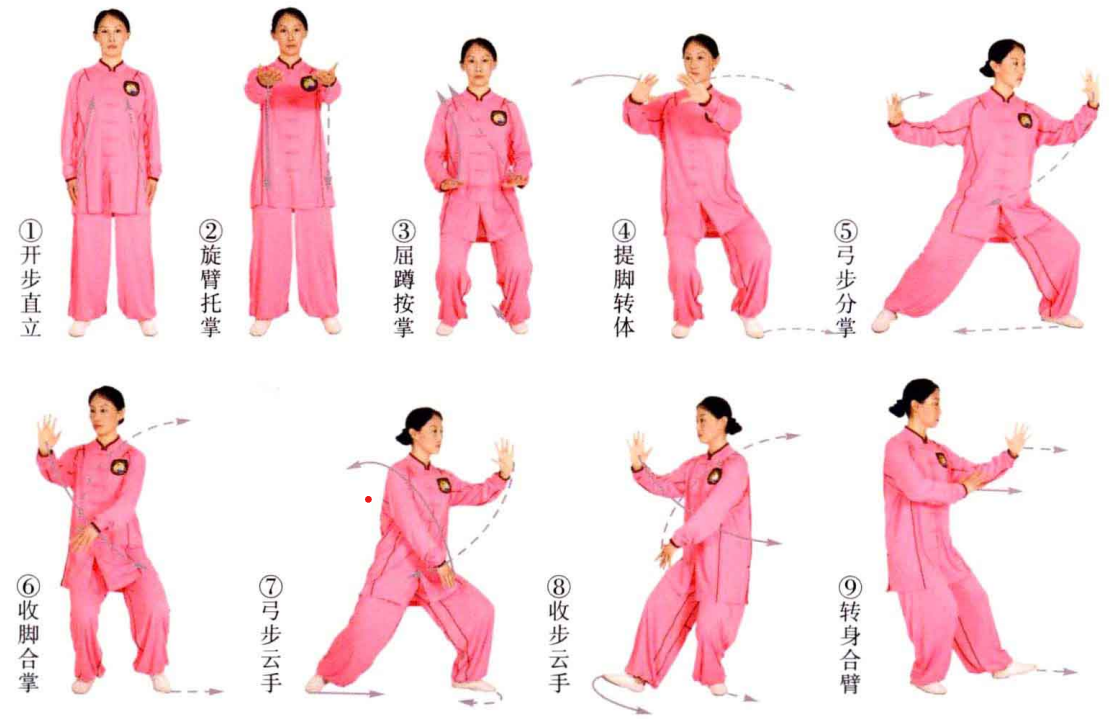 ①开步直立
②旋臂托掌
③屈蹲按掌
④提脚转体
⑤弓步分掌
⑥收脚合掌
⑦弓步云手
⑧收步云手
⑨转身合臂